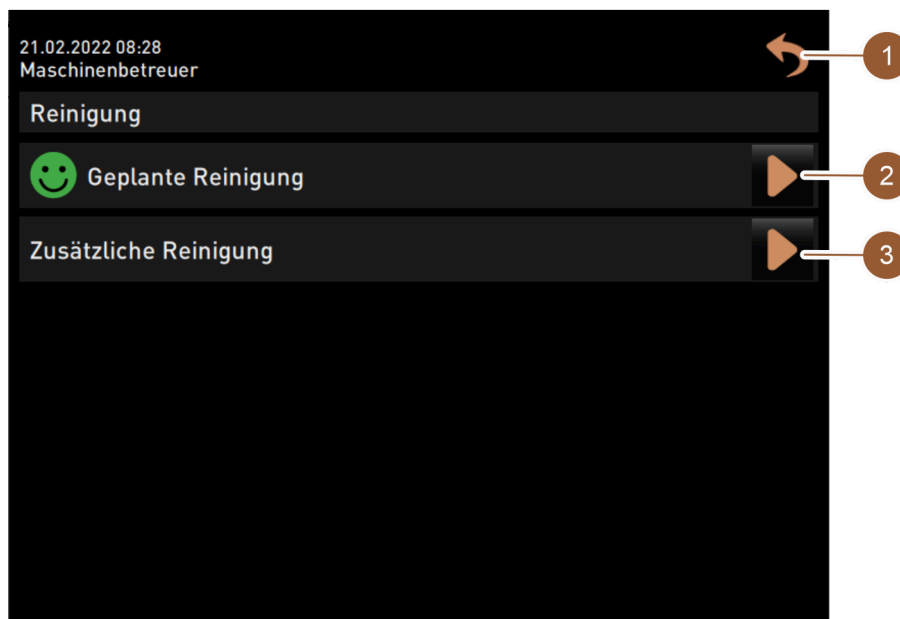 21.02.2022 08:28
Maschinenbetreuer
1
Reinigung
Geplante Reinigung
2
Zusätzliche Reinigung
3